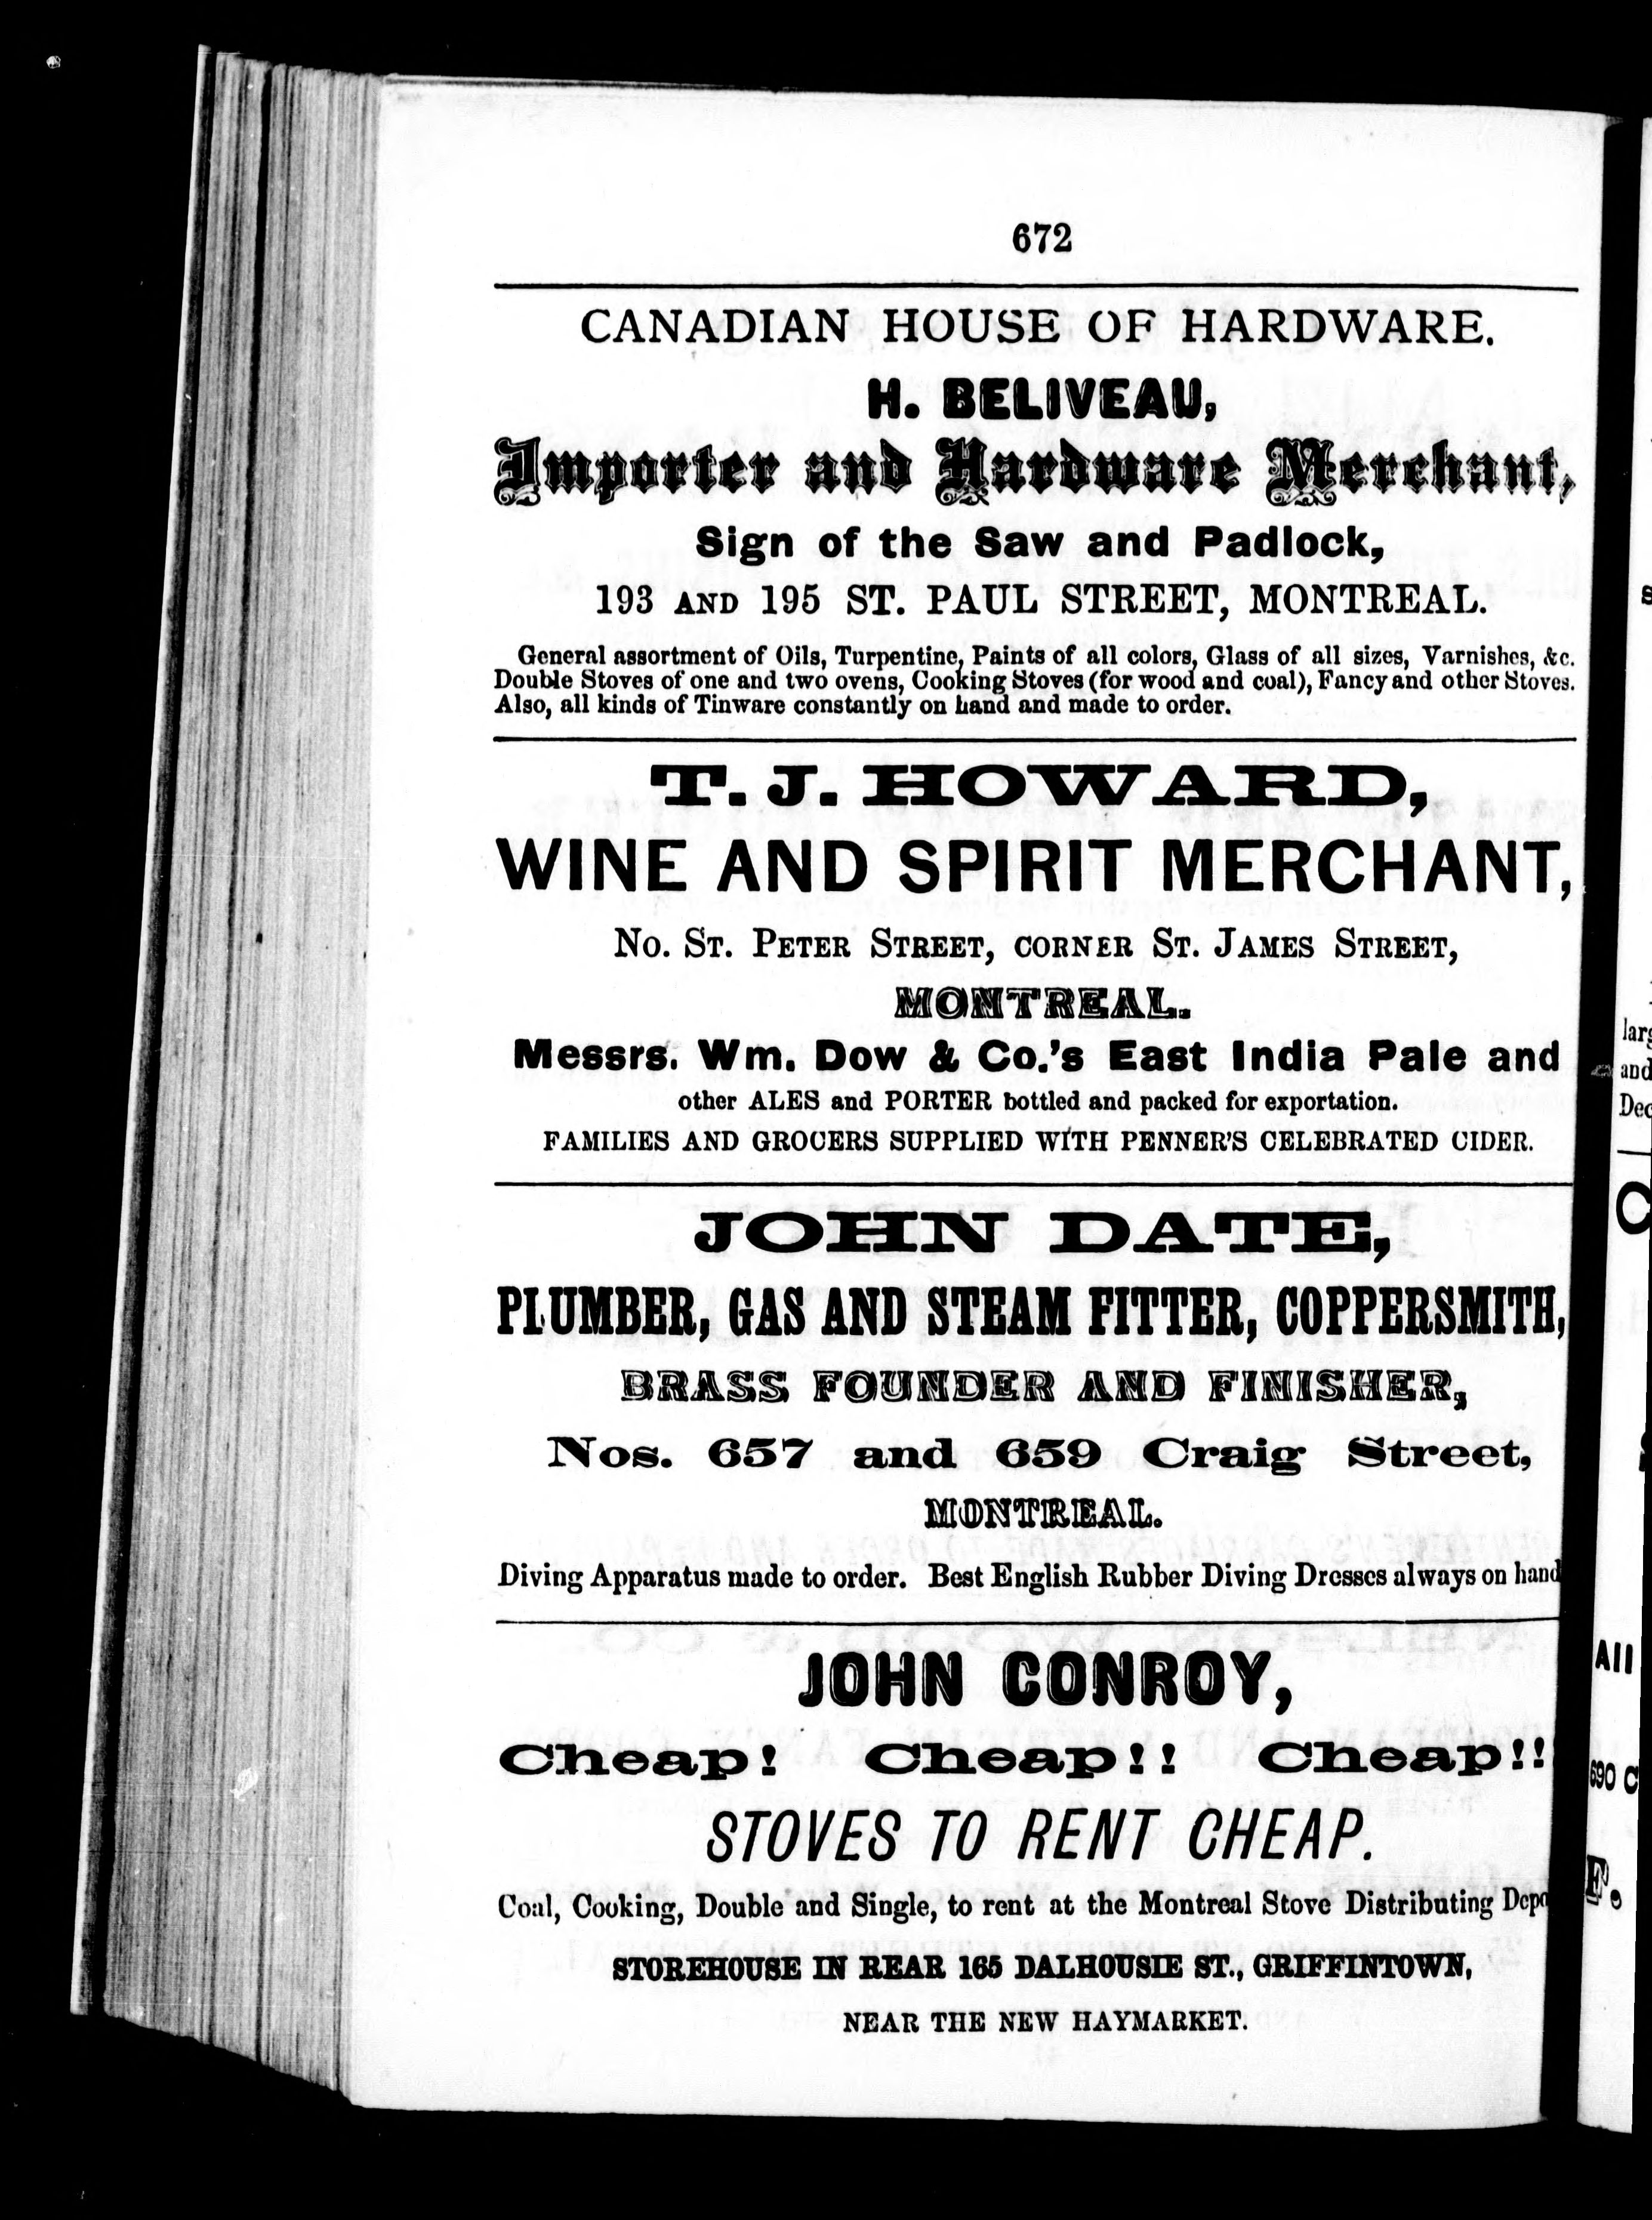 672
CANADIAN HOUSE OF HARDWARE.
H. BELIVEAU,
Importer and Hardware Merchant,
Sign of the Saw and Padlock,
193 AND 195 ST. PAUL STREET, MONTREAL.
General assortment of Oils, Turpentine, Paints of all colors, Glass of all sizes, Varnishes, &c.
Double Stoves of one and two ovens, Cooking Stoves (for wood and coal), Fancy and other Stoves.
Also, all kinds of Tinware constantly on hand and made to order.
T. J. HOWARD,
WINE AND SPIRIT MERCHANT,
NO. ST. PETER STREET, CORNER ST. JAMES STREET,
MONTREAL.
Messrs. Wm. Dow & Co.'s East India Pale and
other ALES and PORTER bottled and packed for exportation.
FAMILIES AND GROCERS SUPPLIED WITH PENNER'S CELEBRATED CIDER.
JOHN DATE,
PLUMBER, GAS AND STEAM FITTER, COPPERSMITH,
BRASS FOUNDER AND FINISHER,
Nos. 657 and 659 Craig Street,
MONTREAL.
Diving Apparatus made to order. Best English Rubber Diving Dresses always on hand
JOHN CONROY,
Cheap! Cheap!! Cheap!!
STOVES TO RENT CHEAP.
Coal, Cooking, Double and Single, to rent at the Montreal Stove Distributing Depo
STOREHOUSE IN REAR 165 DALHOUSIE ST., GRIFFINTOWN,
NEAR THE NEW HAYMARKET.